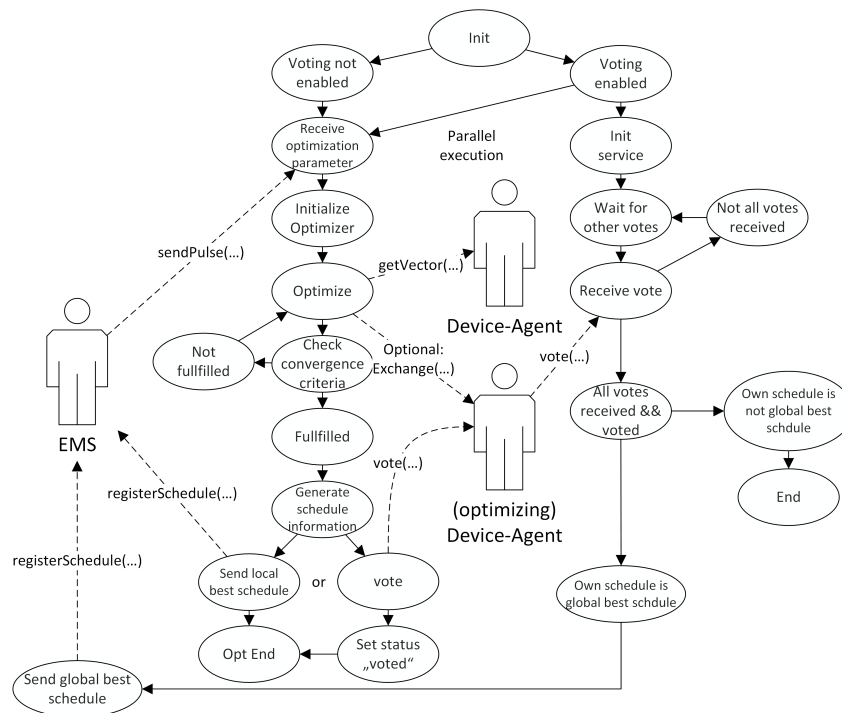 Init
Voting not
enabled
Voting
enabled
Receive
optimization
parameter
Parallel
execution
Init
service
Initialize
Optimizer
Wait for
other votes
Not all votes
received
sendPulse(...)
getVector(...)
Optimize
Receive vote
Device-Agent
Not
fullfilled
Check
convergence
criteria
Optional:
Exchange(...)
vote(...)
All votes
received &&
voted
Own schedule is
not global best
schdule
EMS
Fullfilled
vote(...)
registerSchedule(...)
Generate
schedule
information
(optimizing)
Device-Agent
End
registerSchedule(...)
Send local
best schedule
or
vote
Own schedule is
global best schdule
Opt End
Set status
„voted“
Send global best
schedule